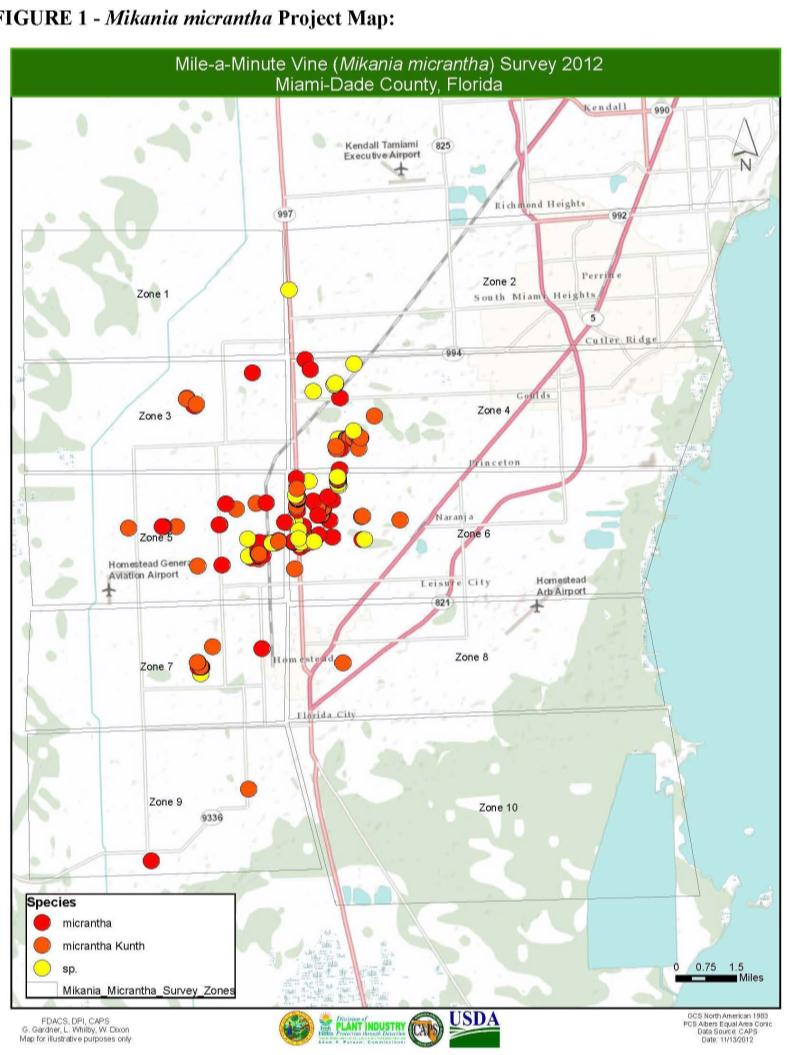 FIGURE 1 - Mikania micrantha Project Map:
Mile-a-Minute Vine (Mikania micrantha) Survey 2012
Miami-Dade County, Florida
Kendall
990
Kendall Tamiami
Executive Airport
825
N
Richmond Heights
997
992
Zone 1
Zone 2
Perrine
South Miami Heights
5
Cutler Ridge
994
Goulds
Zone 3
Zone 4
Princeton
Naranja
Zone 5
Zone 6
Homestead General
Aviation Airport
Leisure City
Homestead
Arb Airport
821
Zone 7
Homestead
Zone 8
Florida City
Zone 9
9336
Zone 10
Species
micrantha
micrantha Kunth
sp.
Mikania_Micrantha_Survey_Zones
0 0.75 1.5
Miles
FDACS, DPI, CAPS
G. Gardner, L. Whilby, W. Dixon
Map for illustrative purposes only
Division of
PLANT INDUSTRY
CAPS
USDA
GCS North American 1983
PCS Albers Equal Area Conic
Data Source: CAPS
Date: 11/13/2012